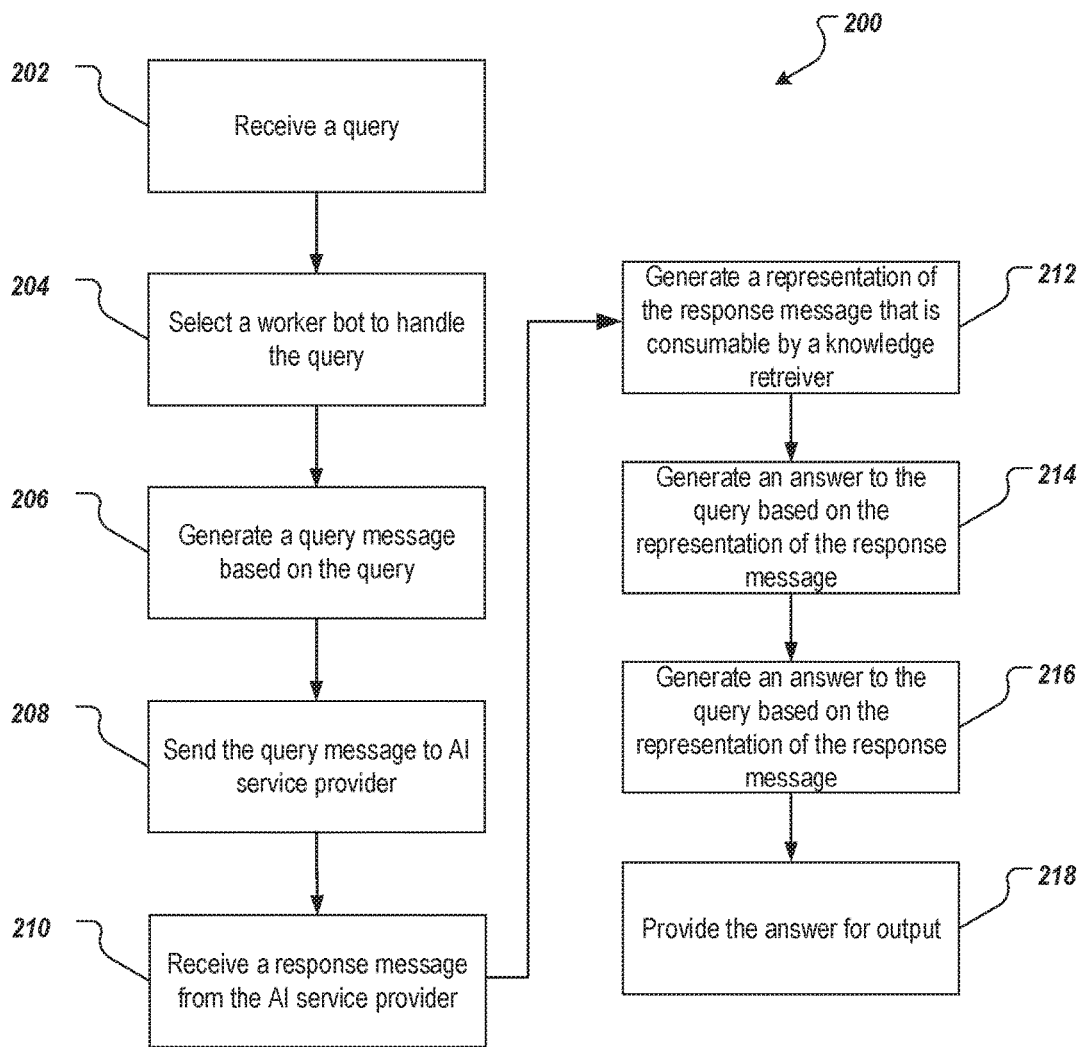 200
202
Receive a query
204
Select a worker bot to handle
the query
206
Generate a query message
based on the query
208
Send the query message to AI
service provider
210
Receive a response message
from the AI service provider
212
Generate a representation of
the response message that is
consumable by a knowledge
retreiver
214
Generate an answer to the
query based on the
representation of the response
message
216
Generate an answer to the
query based on the
representation of the response
message
218
Provide the answer for output